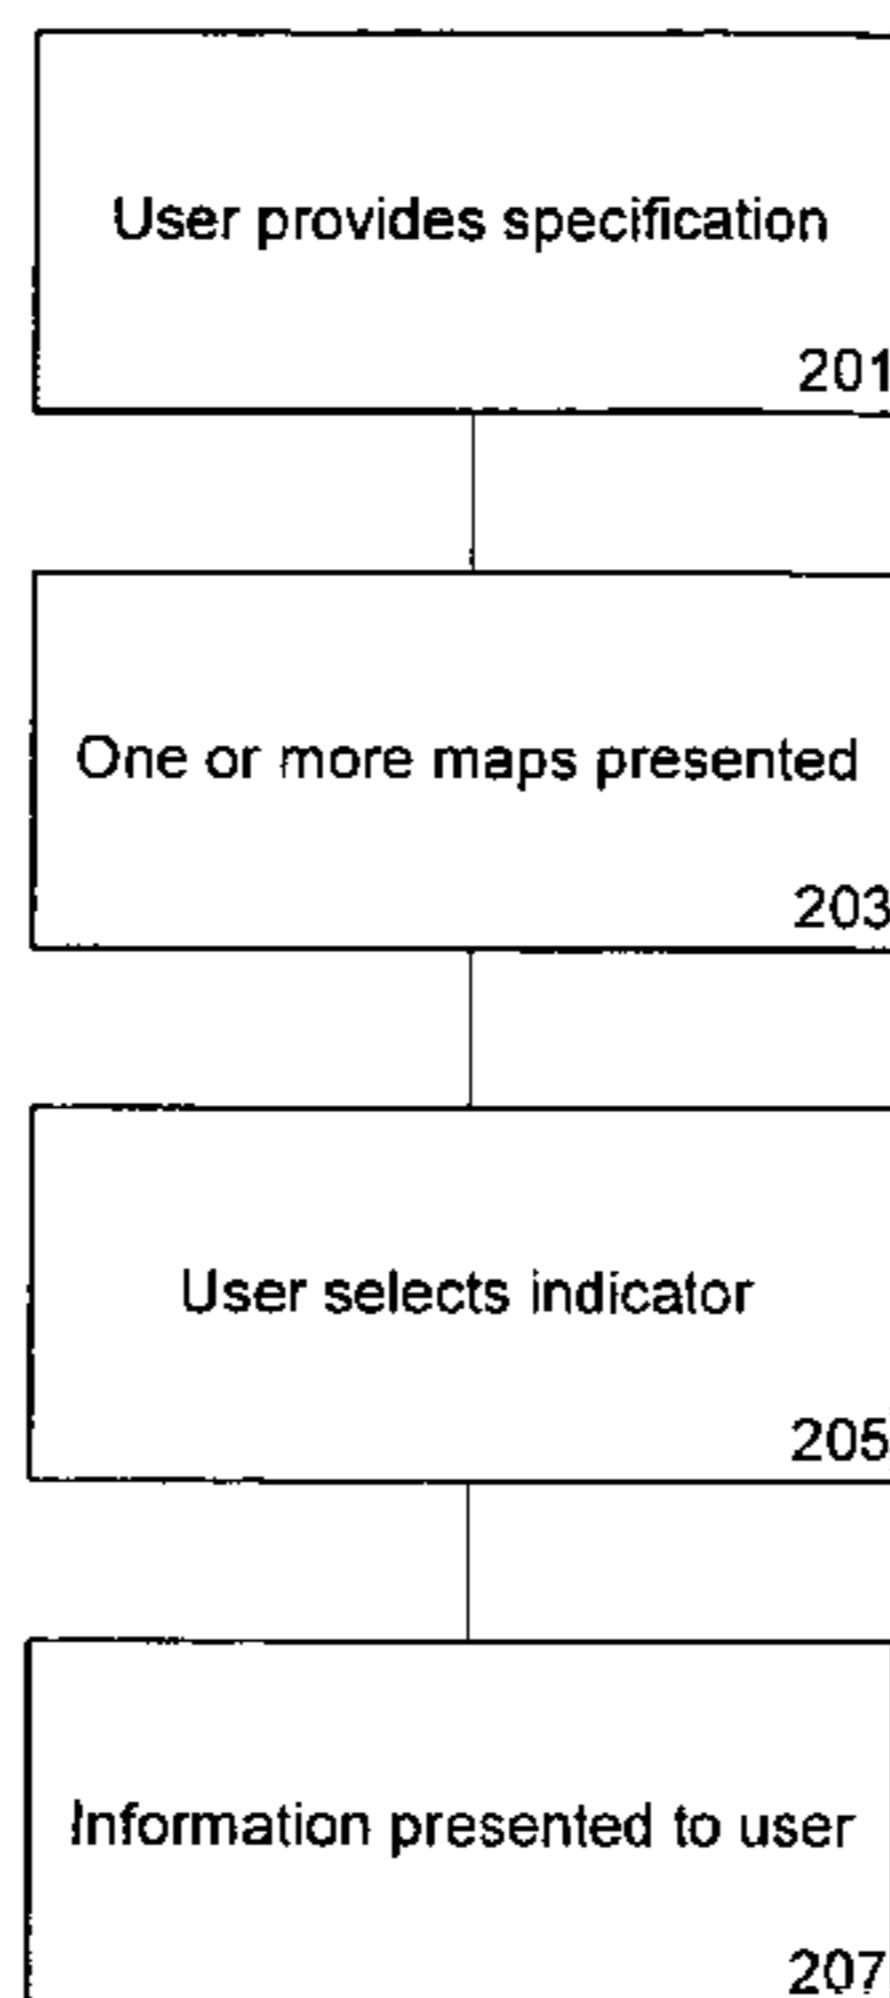 User provides specification
201
One or more maps presented
203
User selects indicator
205
Information presented to user
207